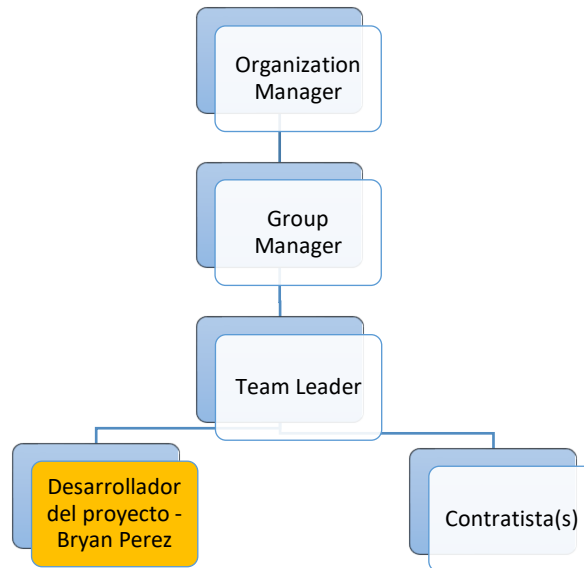 Organization
Manager
Group
Manager
Team Leader
Desarrollador
del proyecto -
Bryan Perez
Contratista(s)